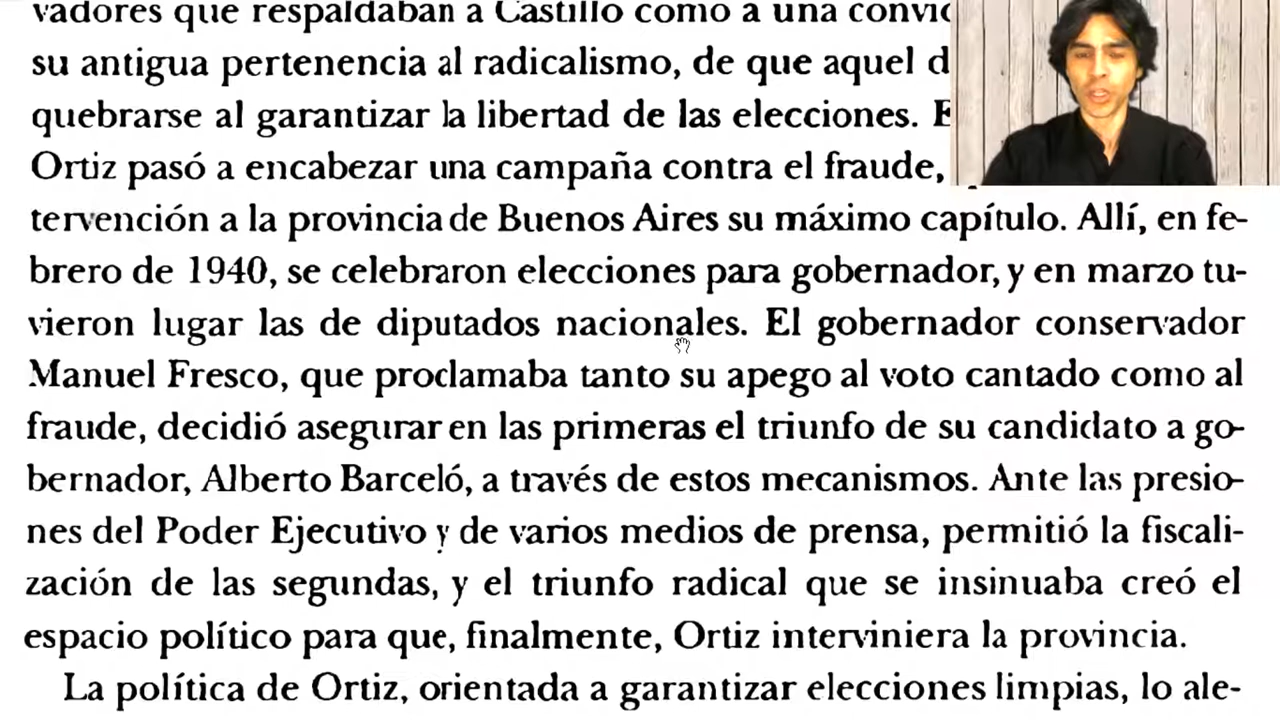 vadores que respaldaban a Castillo como a una
su antigua pertenencia al radicalismo, de que aquel
quebrarse al garantizar la libertad de las elecciones.
Ortiz pasó a encabezar una campaña contra el fraude,
tervención a la provincia de Buenos Aires su máximo capítulo. Allí, en fe-
brero de 1940, se celebraron elecciones para gobernador, y en marzo tu-
vieron lugar las de diputados nacionales. El gobernador conservador
Manuel Fresco, que proclamaba tanto su apego al voto cantado como al
fraude, decidió asegurar en las primeras el triunfo de su candidato a go-
bernador, Alberto Barceló, a través de estos mecanismos. Ante las presio-
nes del Poder Ejecutivo y de varios medios de prensa, permitió la fiscali-
zación de las segundas, y el triunfo radical que se insinuaba creó el
espacio político para que, finalmente, Ortiz interviniera la provincia.
La política de Ortiz, orientada a garantizar elecciones limpias, lo ale-